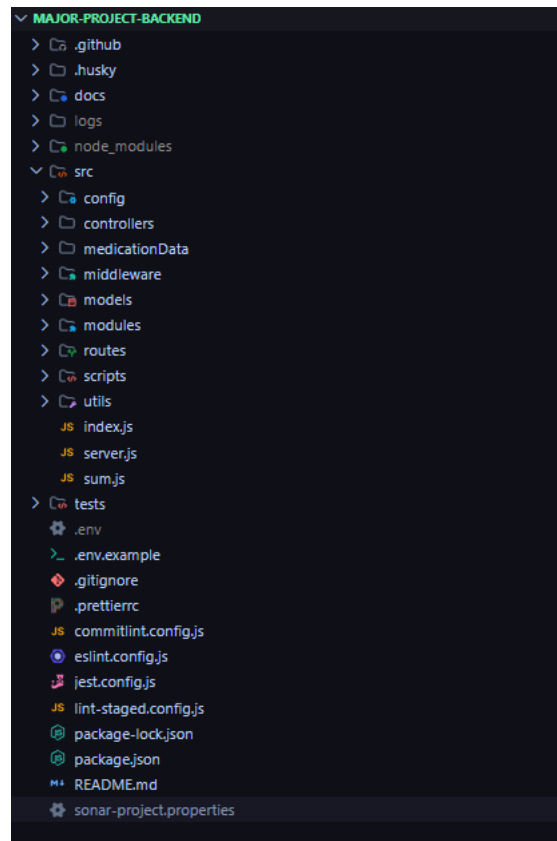 MAJOR-PROJECT-BACKEND
.github
.husky
docs
logs
node_modules
src
config
controllers
medicationData
middleware
models
modules
routes
scripts
utils
JS index.js
JS server.js
JS sum.js
tests
.env
.env.example
.gitignore
.prettierrc
JS commitlint.config.js
eslint.config.js
jest.config.js
JS lint-staged.config.js
package-lock.json
package.json
README.md
sonar-project.properties